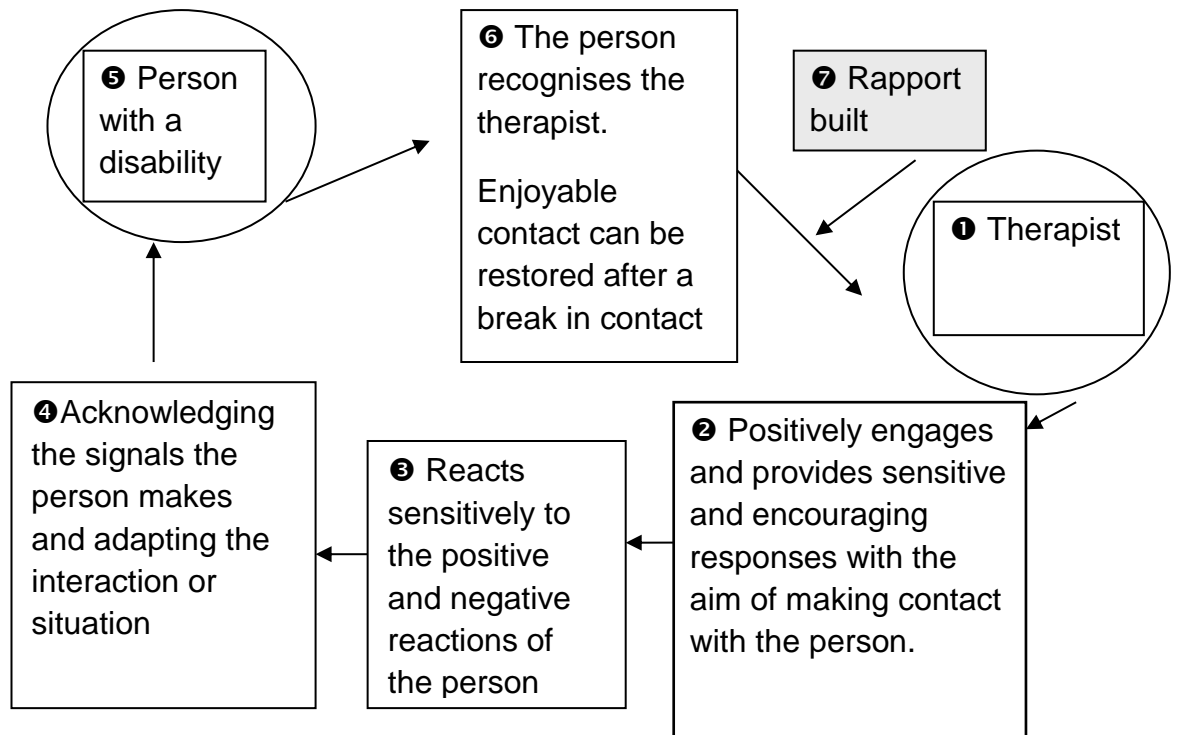 ❺ Person
with a
disability
❻ The person
recognises the
therapist.
Enjoyable
contact can be
restored after a
break in contact
❼ Rapport
built
❶ Therapist
❷ Positively engages
and provides sensitive
and encouraging
responses with the
aim of making contact
with the person.
❸ Reacts
sensitively to
the positive
and negative
reactions of
the person
❹Acknowledging
the signals the
person makes
and adapting the
interaction or
situation